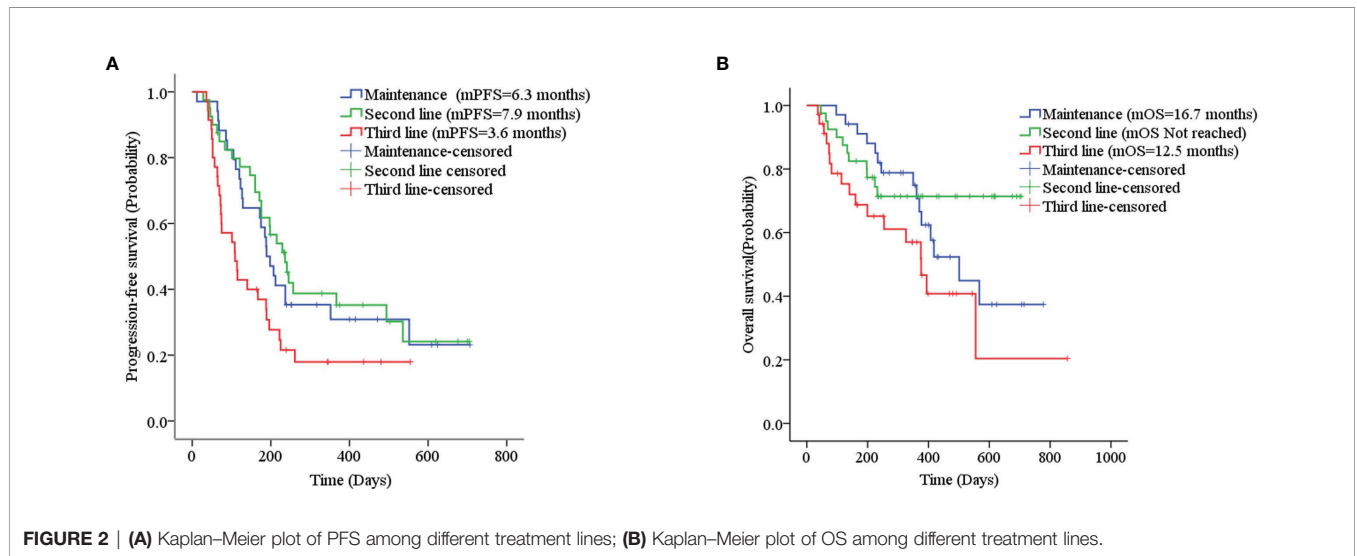 A
Progression-free survival (Probability)
1.0
0.8
0.6
0.4
0.2
0.0
Maintenance (mPFS=6.3 months)
Second line (mPFS=7.9 months)
Third line (mPFS=3.6 months)
Maintenance-censored
Second line censored
Third line-censored
0 200 400 600 800
Time (Days)
B
Overall survival(Probability)
1.0
0.8
0.6
0.4
0.2
0.0
Maintenance (mOS=16.7 months)
Second line (mOS Not reached)
Third line (mOS=12.5 months)
Maintenance-censored
Second line-censored
Third line-censored
0 200 400 600 800 1000
Time (Days)
FIGURE 2 | (A) Kaplan–Meier plot of PFS among different treatment lines; (B) Kaplan–Meier plot of OS among different treatment lines.